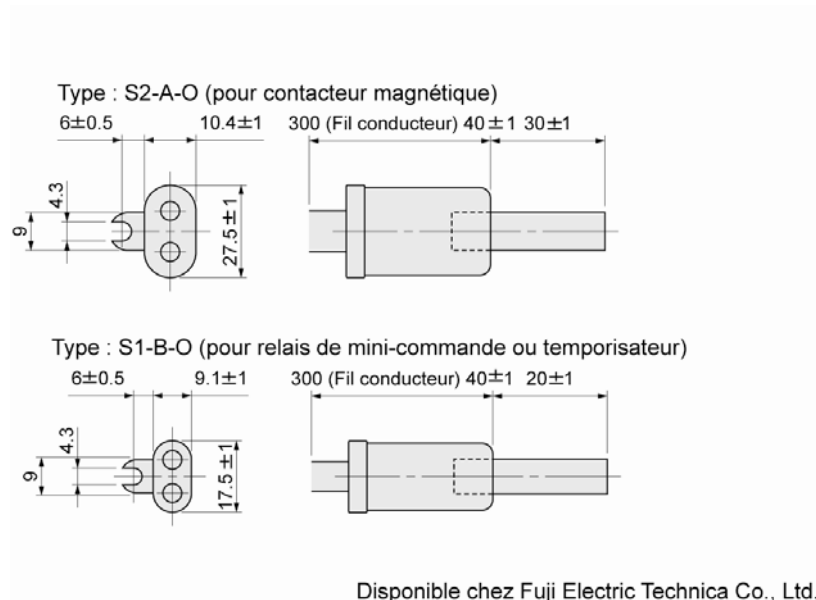 Type : S2-A-O (pour contacteur magnétique)
6±0.5 10.4±1 300 (Fil conducteur) 40±1 30±1
4.3
9
27.5±1
Type : S1-B-O (pour relais de mini-commande ou temporisateur)
6±0.5 9.1±1 300 (Fil conducteur) 40±1 20±1
4.3
9
17.5±1
Disponible chez Fuji Electric Technica Co., Ltd.